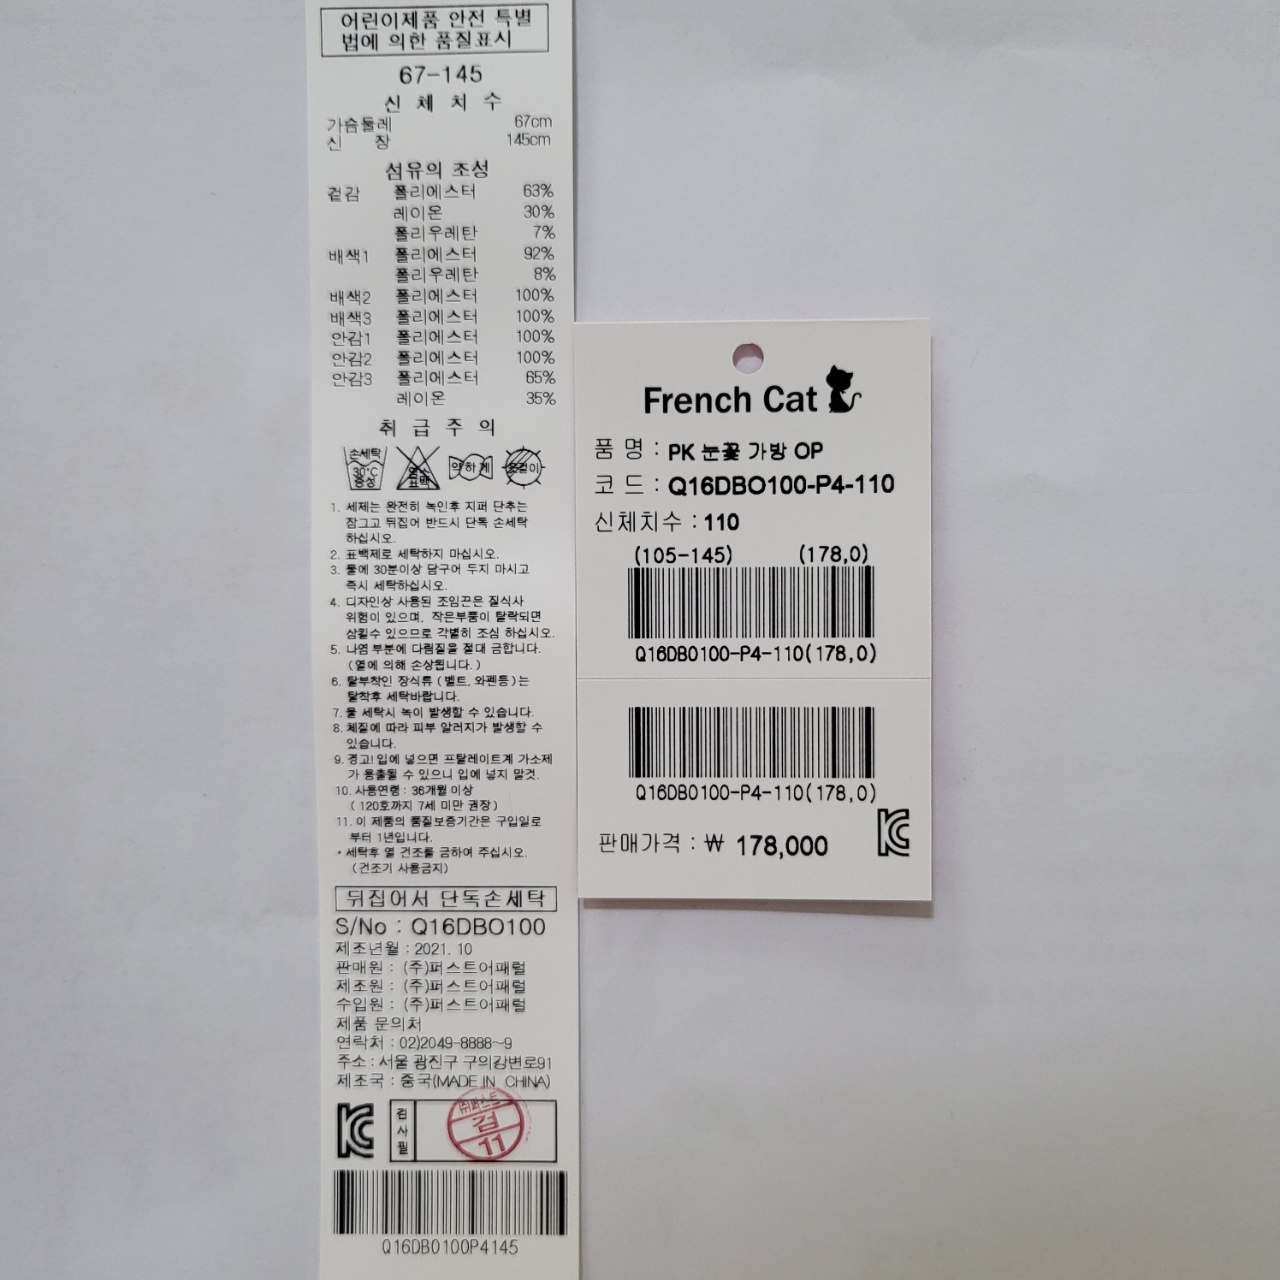 어린이제품 안전 특별
법에 의한 품질표시
67-145
신 체 치 수
가슴둘레 67cm
신 장 145cm
섬유의 조성
겉감 폴리에스터 63%
레이온 30%
폴리우레탄 7%
배색1 폴리에스터 92%
폴리우레탄 8%
배색2 폴리에스터 100%
배색3 폴리에스터 100%
안감1 폴리에스터 100%
안감2 폴리에스터 100%
안감3 폴리에스터 65%
레이온 35%
취 급 주 의
손세탁 30°C 중성
염소 표백
약하게
옷걸이
1. 세제는 완전히 녹인후 지퍼 단추는
잠그고 뒤집어 반드시 단독 손세탁
하십시오.
2. 표백제로 세탁하지 마십시오.
3. 물에 30분이상 담구어 두지 마시고
즉시 세탁하십시오.
4. 디자인상 사용된 조임끈은 질식사
위험이 있으며, 작은부품이 탈락되면
삼킬수 있으므로 각별히 조심 하십시오.
5. 나염 부분에 다림질을 절대 금합니다.
(열에 의해 손상됩니다.)
6. 탈부착인 장식류 (벨트, 와펜등)는
탈착후 세탁바랍니다.
7. 물 세탁시 녹이 발생할 수 있습니다.
8. 체질에 따라 피부 알러지가 발생할 수
있습니다.
9. 경고! 입에 넣으면 프탈레이트계 가소제
가 용출될 수 있으니 입에 넣지 말것.
10. 사용연령 : 36개월 이상
( 120호까지 7세 미만 권장)
11. 이 제품의 품질보증기간은 구입일로
부터 1년입니다.
* 세탁후 열 건조를 금하여 주십시오.
(건조기 사용금지)
뒤집어서 단독손세탁
S/No : Q16DBO100
제조년월 : 2021. 10
판매원 : (주)퍼스트어패럴
제조원 : (주)퍼스트어패럴
수입원 : (주)퍼스트어패럴
제품 문의처
연락처 : 02)2049-8888~9
주소 : 서울 광진구 구의강변로91
제조국 : 중국(MADE IN CHINA)
KC
검사필
(주)퍼스트
검
11
Q16DBO100P4145
French Cat
품 명 : PK 눈꽃 가방 OP
코 드 : Q16DBO100-P4-110
신체치수 : 110
(105-145) (178,0)
Q16DBO100-P4-110(178,0)
Q16DBO100-P4-110(178,0)
판매가격 : ₩ 178,000
KC